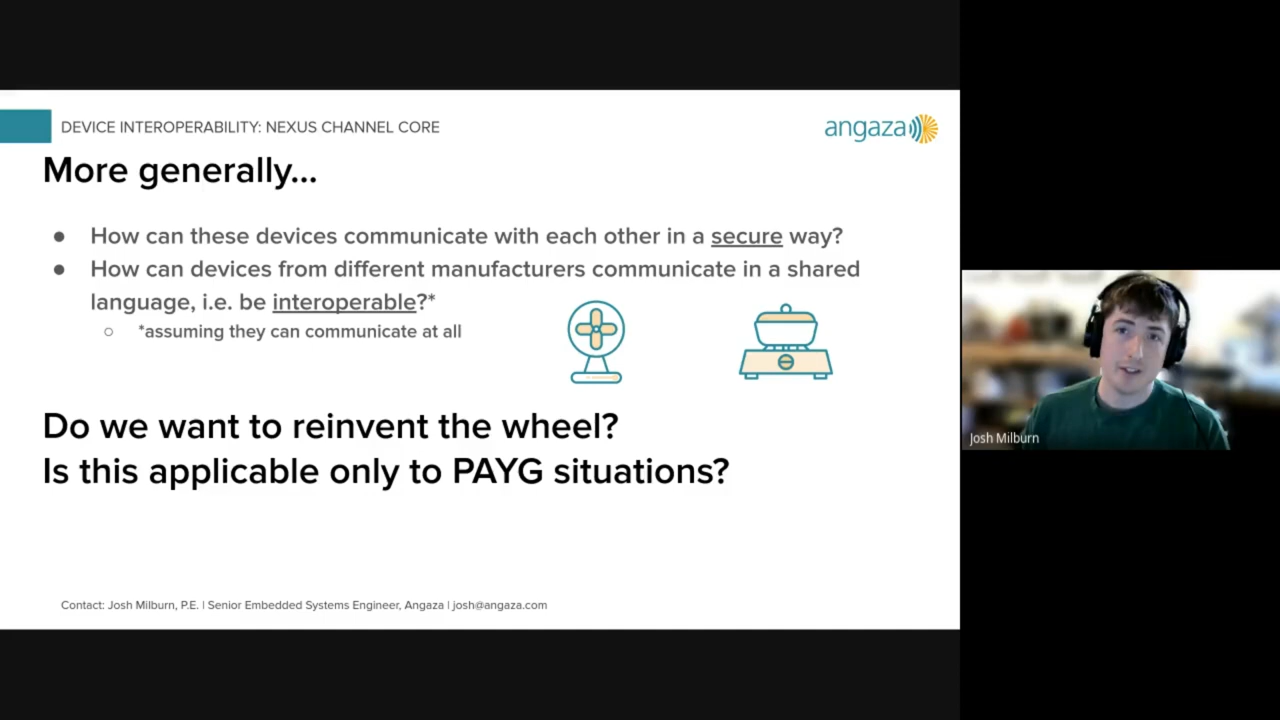 DEVICE INTEROPERABILITY: NEXUS CHANNEL CORE
angaza
More generally...
● How can these devices communicate with each other in a secure way?
● How can devices from different manufacturers communicate in a shared
language, i.e. be interoperable?*
○ *assuming they can communicate at all
Do we want to reinvent the wheel?
Is this applicable only to PAYG situations?
Contact: Josh Milburn, P.E. | Senior Embedded Systems Engineer, Angaza | josh@angaza.com
Josh Milburn